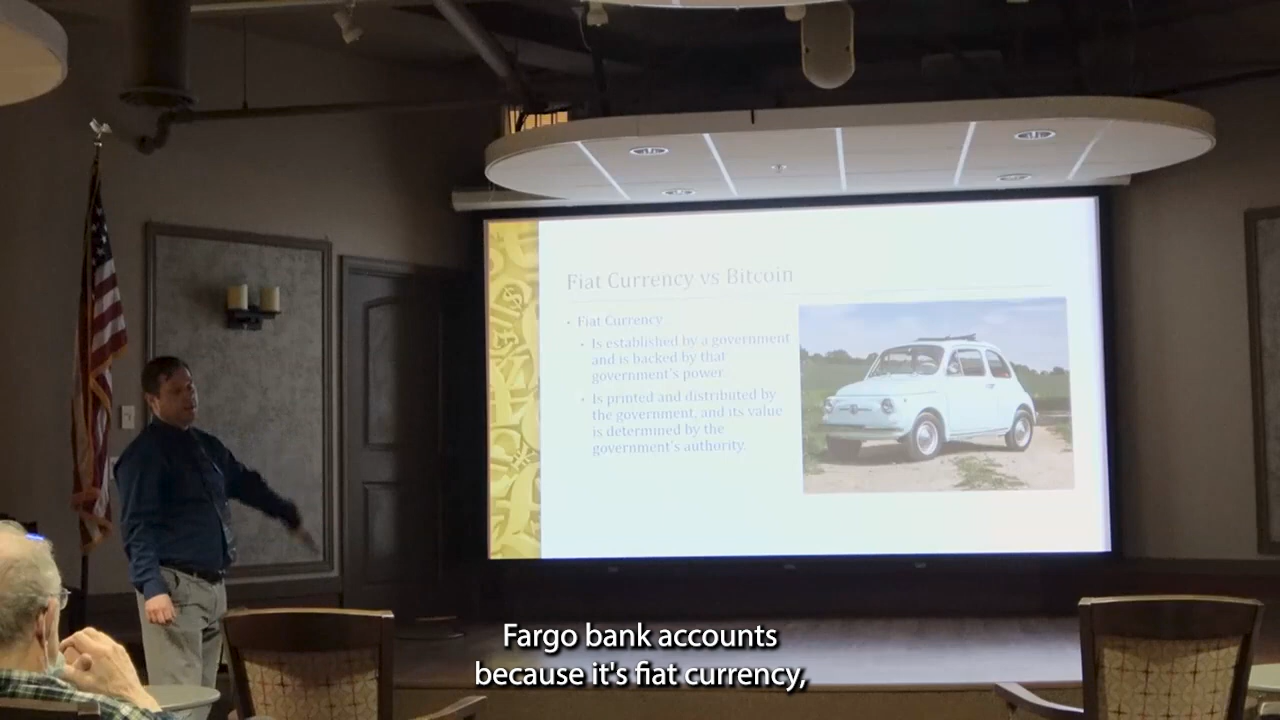 Fiat Currency vs Bitcoin
• Fiat Currency
• Is established by a government
and is backed by that
government's power.
• Is printed and distributed by
the government, and its value
is determined by the
government's authority.
Fargo bank accounts
because it's fiat currency,